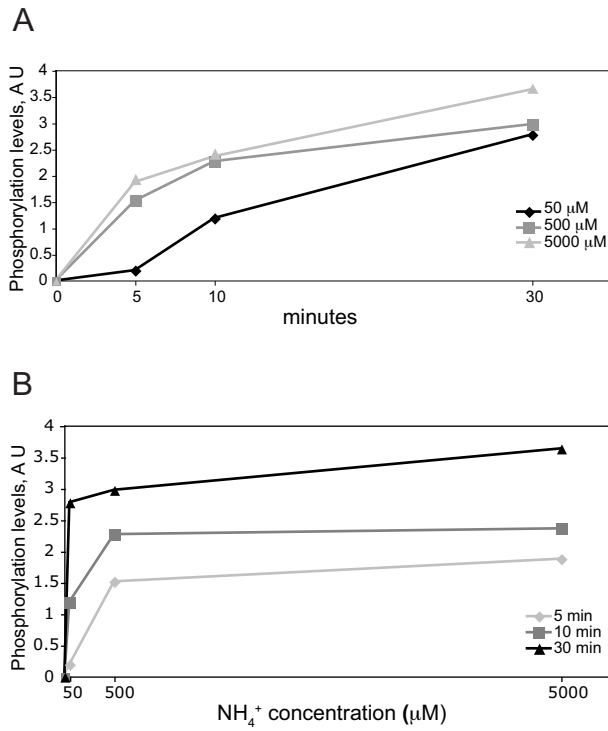 A
Phosphorylation levels, A U
4
3.5
3
2.5
2
1.5
1
0.5
0
0 5 10 30
minutes
50 µM
500 µM
5000 µM
B
Phosphorylation levels, A U
4
3.5
3
2.5
2
1.5
1
0.5
0
50 500 5000
NH₄⁺ concentration (µM)
5 min
10 min
30 min